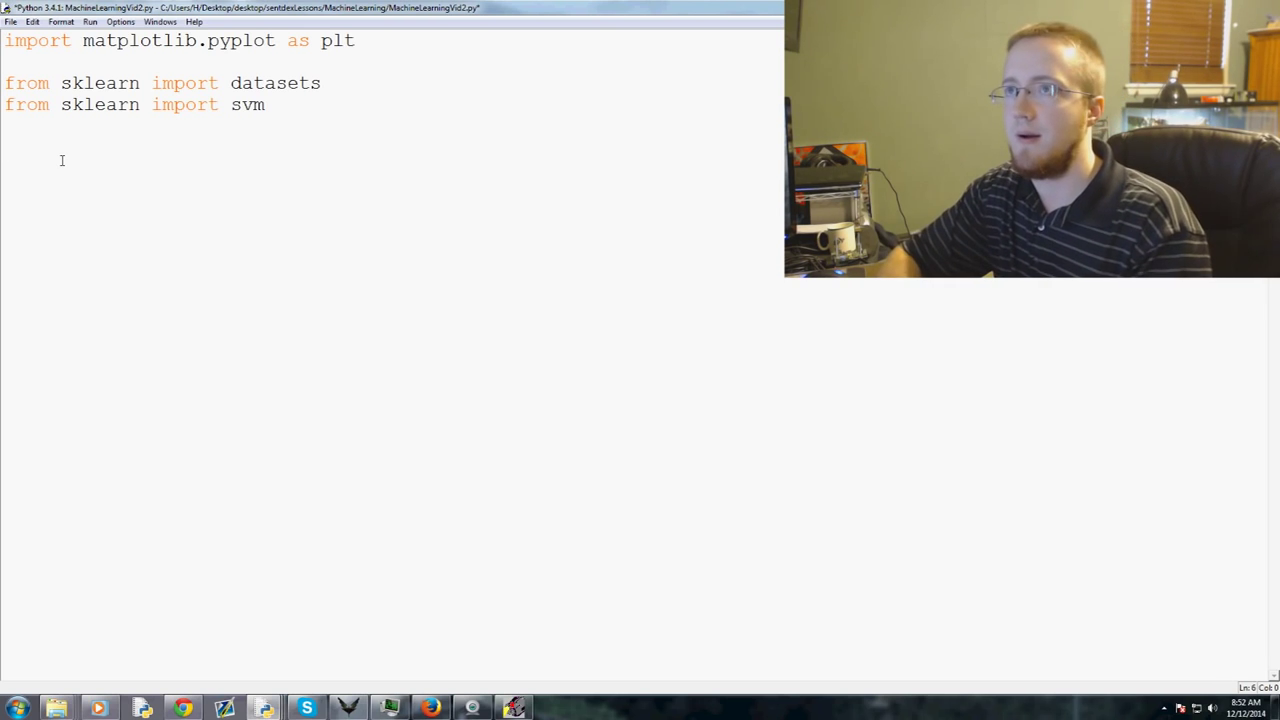 *Python 3.4.1: MachineLearningVid2.py - C:/Users/H/Desktop/desktop/sentdexLessons/MachineLearning/MachineLearningVid2.py*
File Edit Format Run Options Windows Help
import matplotlib.pyplot as plt
from sklearn import datasets
from sklearn import svm
Ln: 6 Col: 0
8:52 AM
12/12/2014